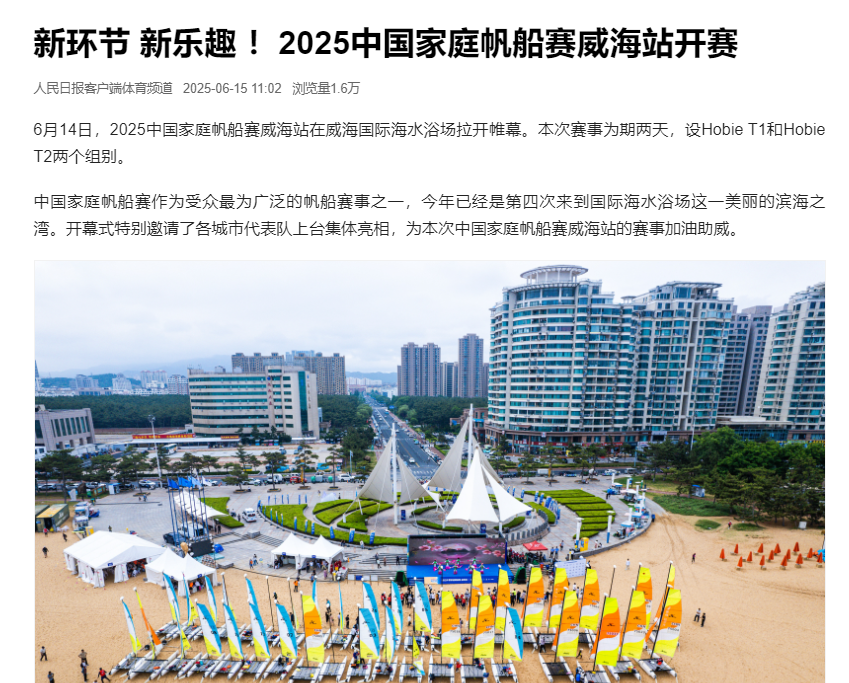 新环节 新乐趣 ！ 2025中国家庭帆船赛威海站开赛
人民日报客户端体育频道 2025-06-15 11:02 浏览量1.6万
6月14日，2025中国家庭帆船赛威海站在威海国际海水浴场拉开帷幕。本次赛事为期两天，设Hobie T1和Hobie
T2两个组别。
中国家庭帆船赛作为受众最为广泛的帆船赛事之一，今年已经是第四次来到国际海水浴场这一美丽的滨海之
湾。开幕式特别邀请了各城市代表队上台集体亮相，为本次中国家庭帆船赛威海站的赛事加油助威。